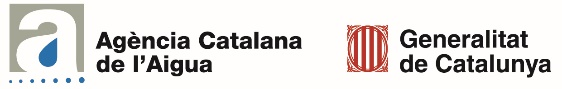 Agència Catalana
de l'Aigua
Generalitat
de Catalunya